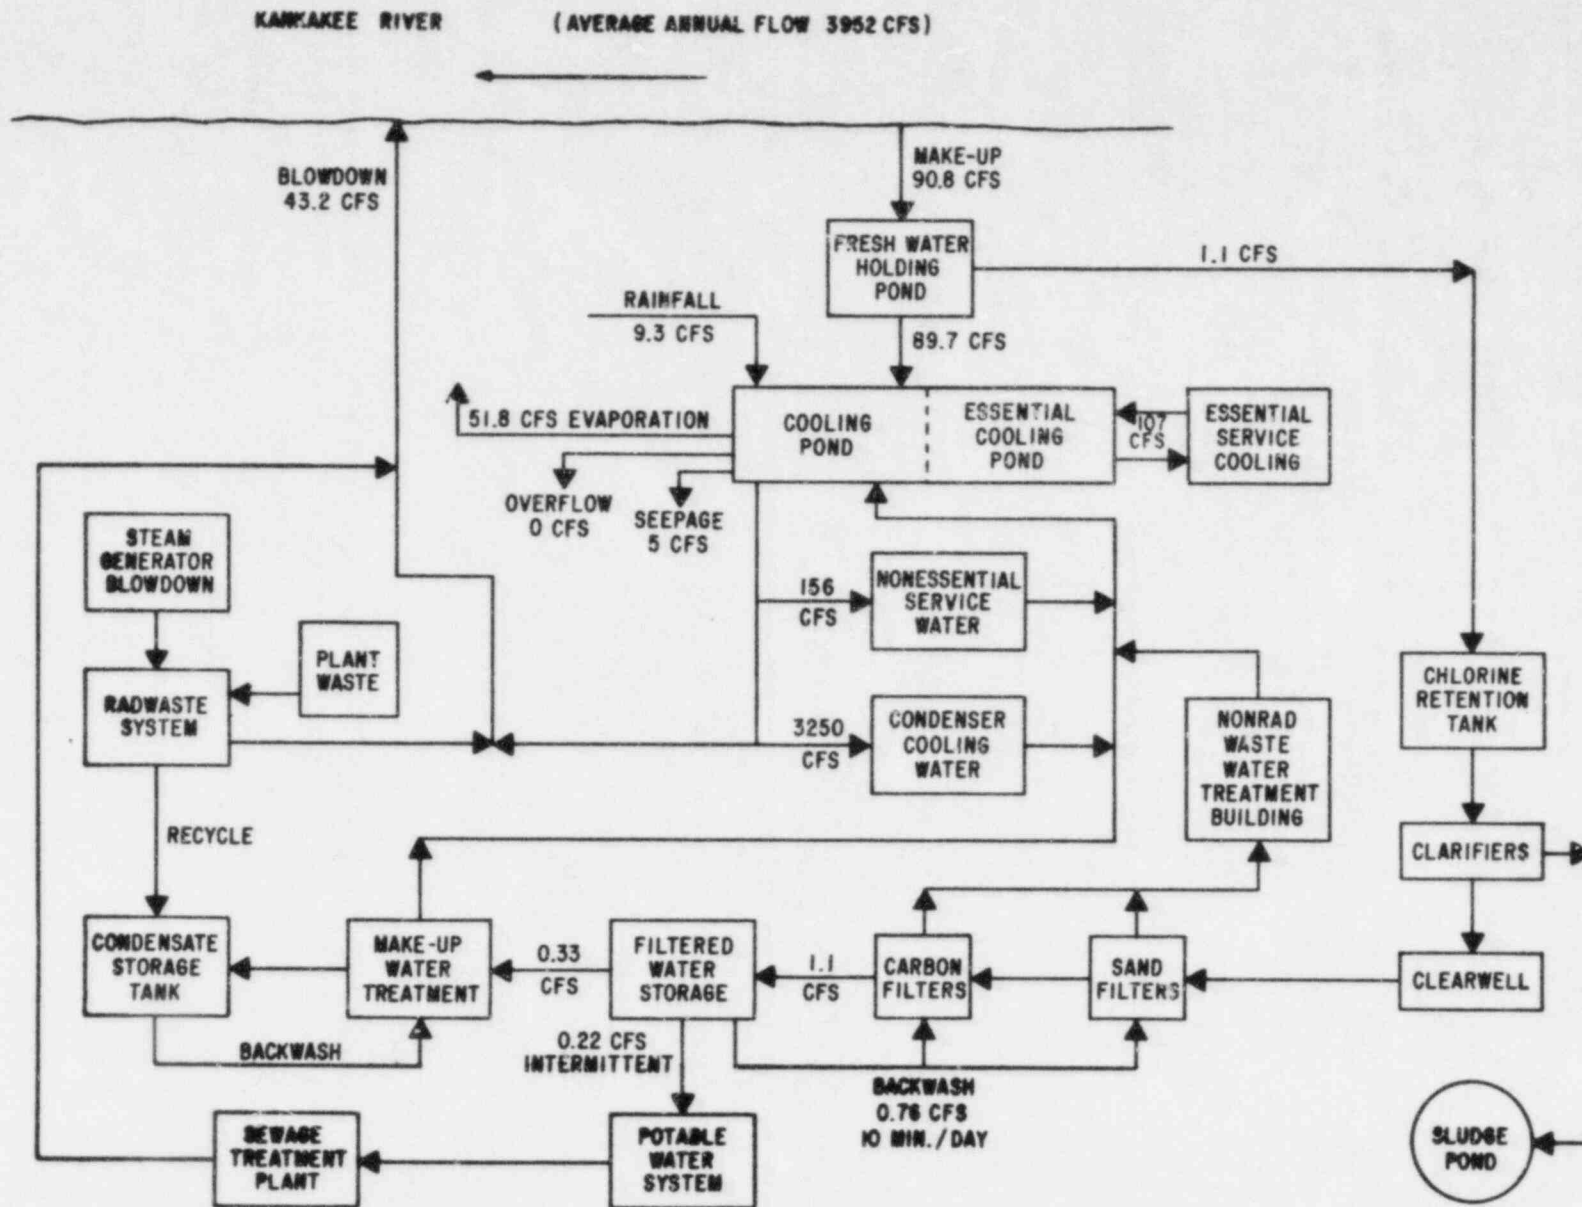 KANKAKEE RIVER (AVERAGE ANNUAL FLOW 3952 CFS)
BLOWDOWN
43.2 CFS
MAKE-UP
90.8 CFS
FRESH WATER
HOLDING
POND
1.1 CFS
RAINFALL
9.3 CFS
89.7 CFS
51.8 CFS EVAPORATION
COOLING
POND
ESSENTIAL
COOLING
POND
107
CFS
ESSENTIAL
SERVICE
COOLING
OVERFLOW
0 CFS
SEEPAGE
5 CFS
STEAM
GENERATOR
BLOWDOWN
156
CFS
NONESSENTIAL
SERVICE
WATER
PLANT
WASTE
RADWASTE
SYSTEM
3250
CFS
CONDENSER
COOLING
WATER
NONRAD
WASTE
WATER
TREATMENT
BUILDING
CHLORINE
RETENTION
TANK
RECYCLE
CLARIFIERS
CONDENSATE
STORAGE
TANK
MAKE-UP
WATER
TREATMENT
0.33
CFS
FILTERED
WATER
STORAGE
1.1
CFS
CARBON
FILTERS
SAND
FILTERS
CLEARWELL
BACKWASH
0.22 CFS
INTERMITTENT
BACKWASH
0.76 CFS
10 MIN./DAY
SEWAGE
TREATMENT
PLANT
POTABLE
WATER
SYSTEM
SLUDGE
POND